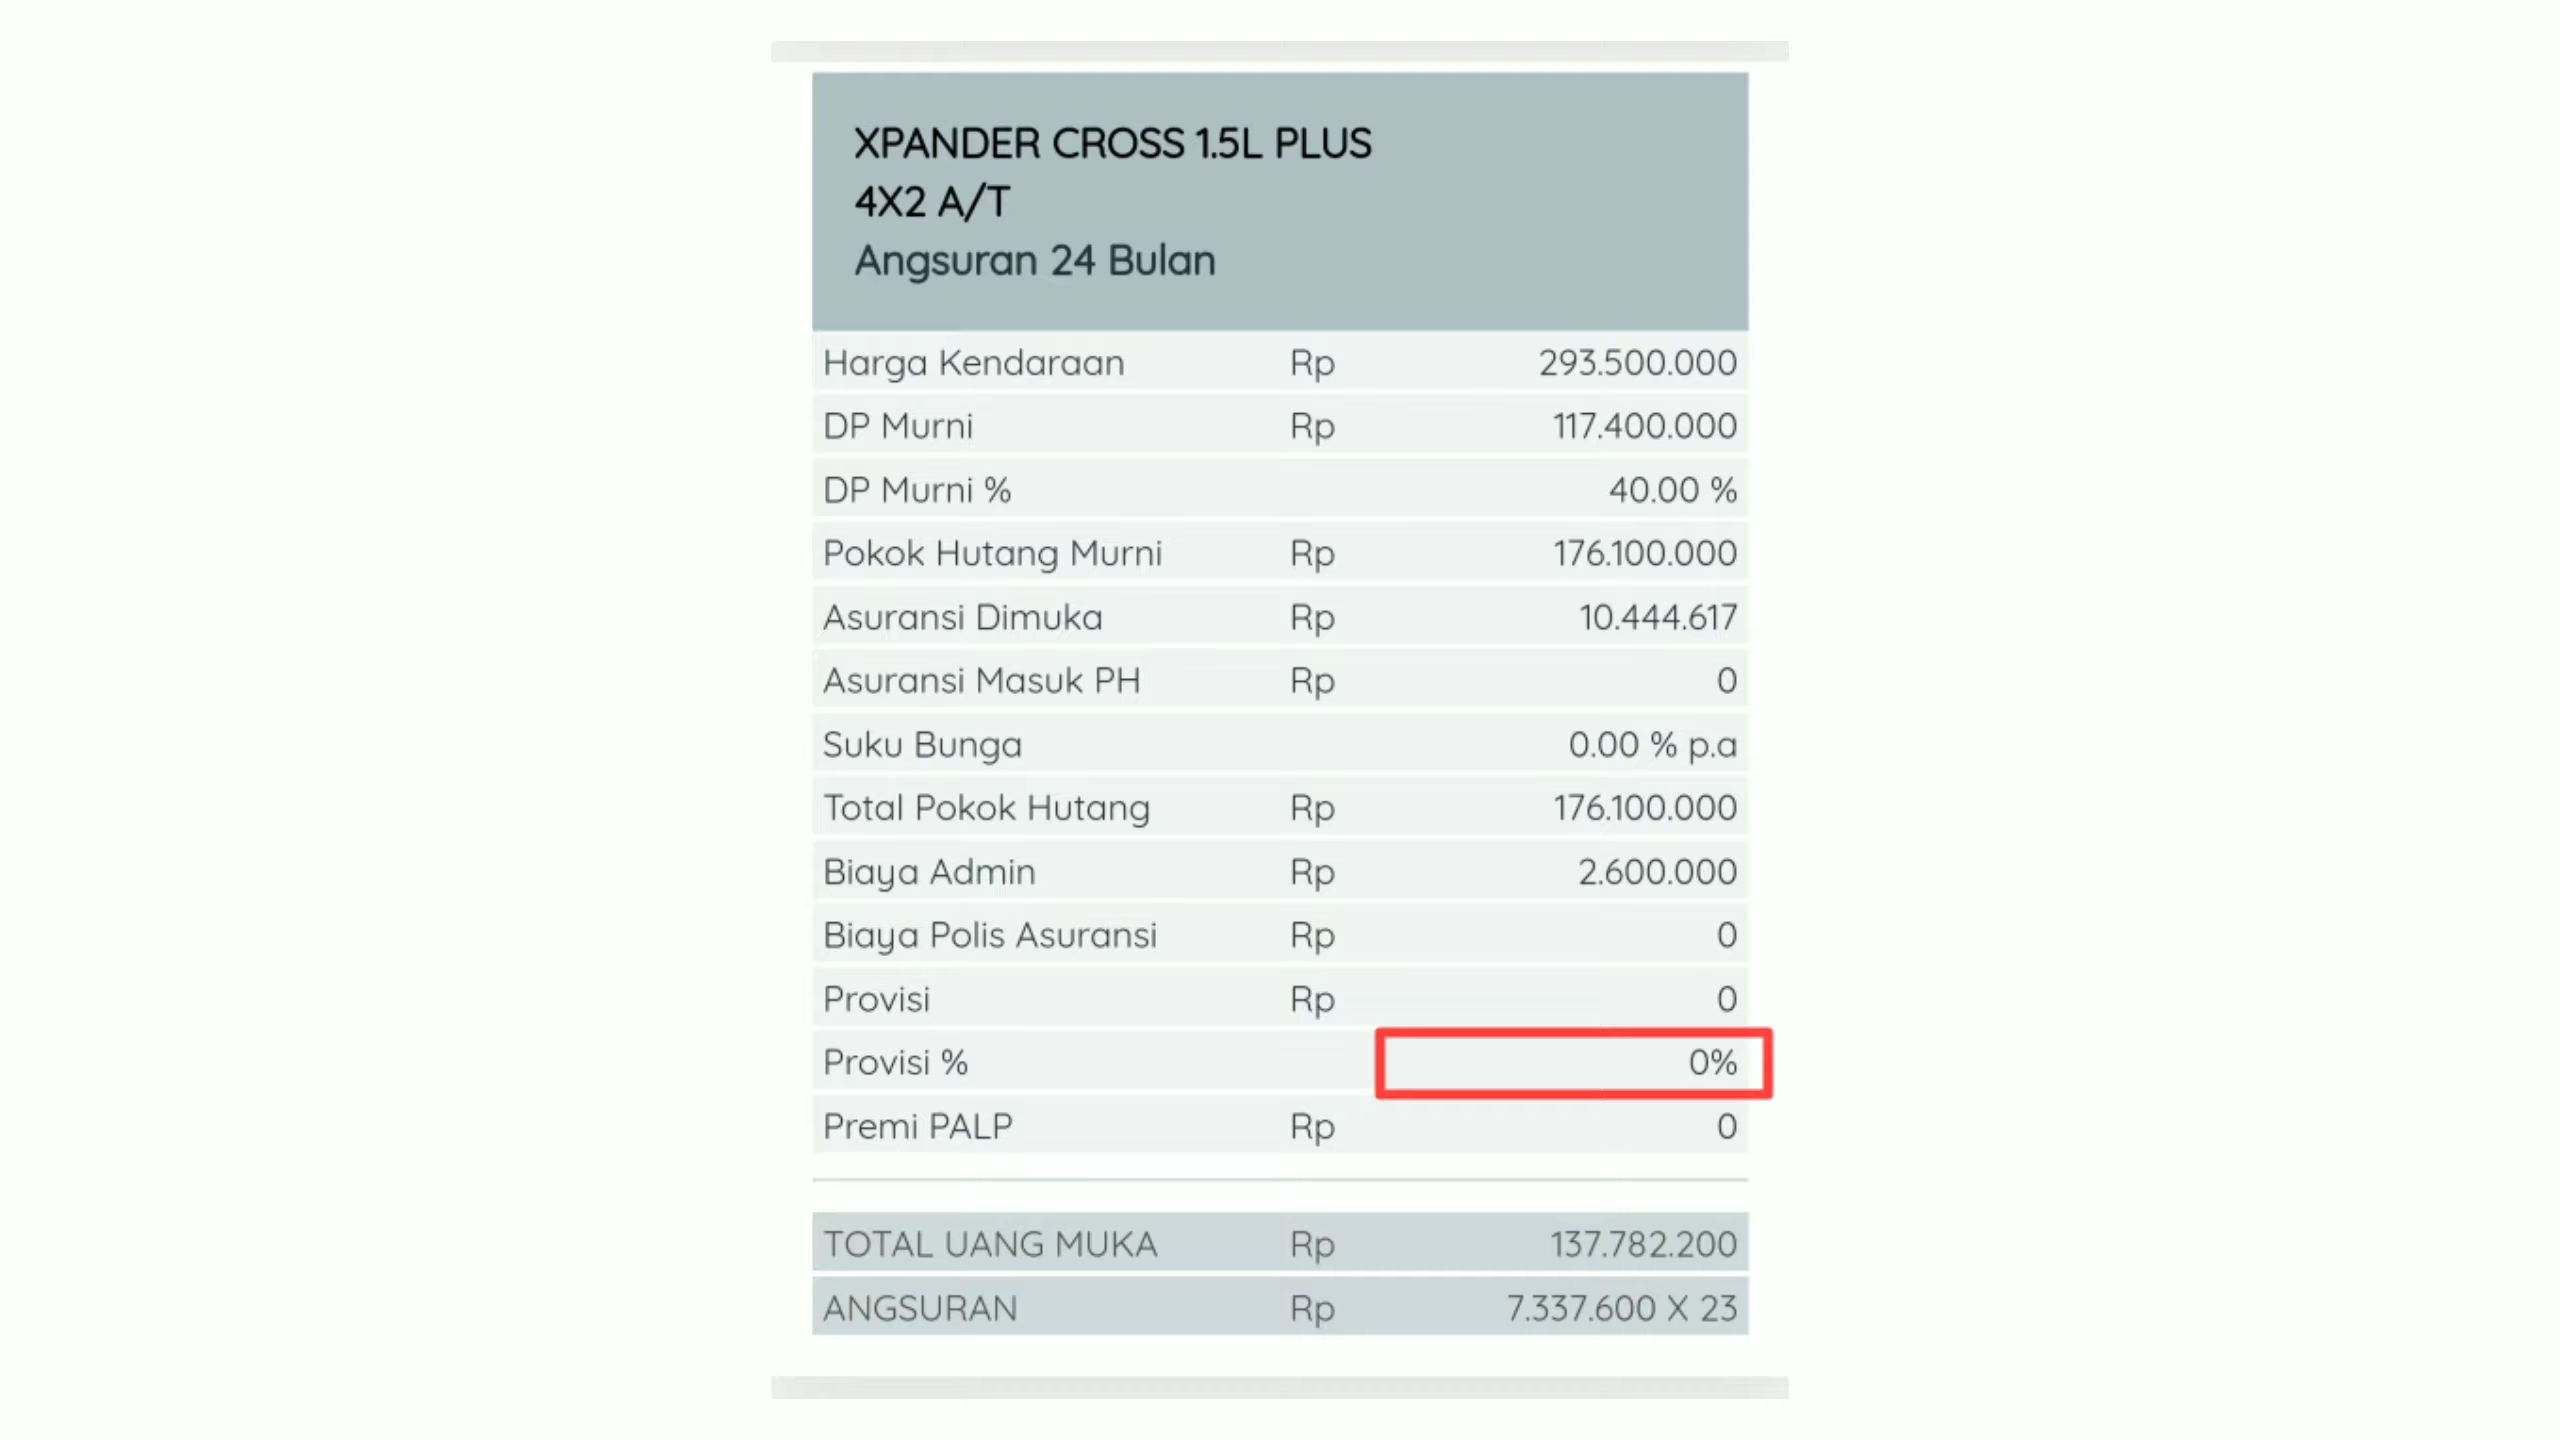 XPANDER CROSS 1.5L PLUS
4X2 A/T
Angsuran 24 Bulan
Harga Kendaraan Rp 293.500.000
DP Murni Rp 117.400.000
DP Murni % 40.00 %
Pokok Hutang Murni Rp 176.100.000
Asuransi Dimuka Rp 10.444.617
Asuransi Masuk PH Rp 0
Suku Bunga 0.00 % p.a
Total Pokok Hutang Rp 176.100.000
Biaya Admin Rp 2.600.000
Biaya Polis Asuransi Rp 0
Provisi Rp 0
Provisi % 0%
Premi PALP Rp 0
TOTAL UANG MUKA Rp 137.782.200
ANGSURAN Rp 7.337.600 X 23